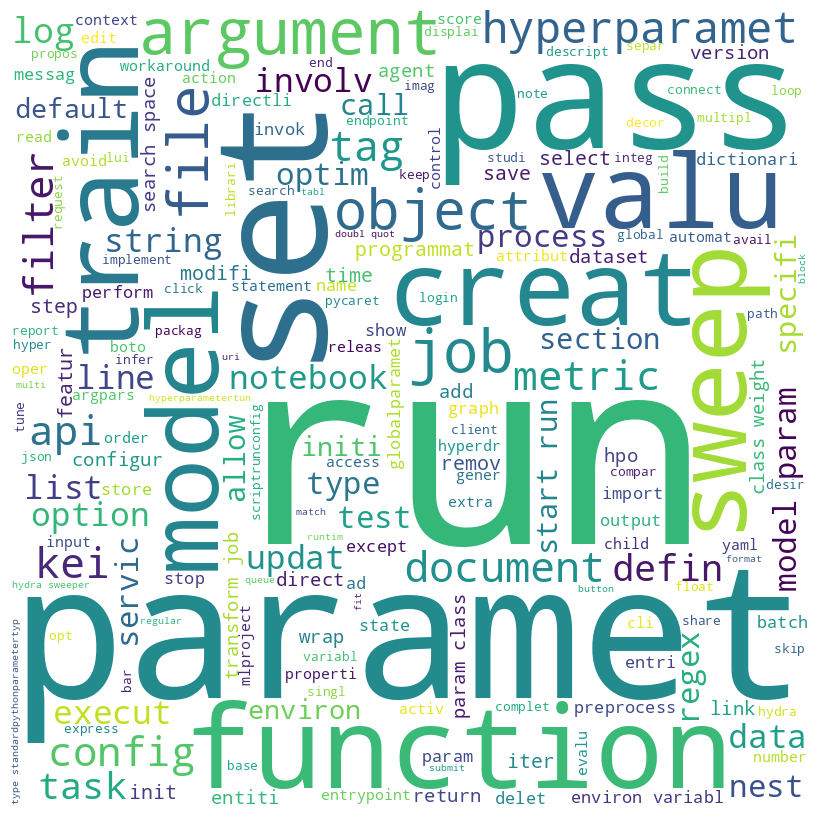 log
context
edit
propos
messag
workaround
action
argument
score
displai
hyperparamet
descript
separ
version
end
imag
default
train
search space
file
directli
involv
agent
call
pass
note
connect
multipl
loop
decor
read
avoid
lui
request
filter
set
invok
tag
endpoint
optim
control
studi
select
integ
save
keep
dictionari
build
librari
search
tabl
doubl quot
object
valu
string
implement
modifi
programmat
process
attribut
dataset
global
automat
avail
block
step
perform
click
statement
time
name
pycaret
creat
login
sweep
specifi
path
report
hyper
packag
boto
model
releas
show
job
section
oper
multi
featur
infer
uri
line
notebook
metric
argpars
hyperparametertun
globalparamet
add
graph
class weight
tune
api
order
configur
allow
initi
client
hyperdr
access
remov
gener
run
start run
hpo
compar
import
desir
model param
json
list
store
scriptrunconfig
type
extra
option
match
test
output
input
kei
servic
stop
transform job
updat
except
runtim
document
child
defin
yaml
format
hydra sweeper
queue
direct
ad
button
float
regular
mlproject
wrap
state
fit
cli
share
batch
paramet
opt
bar
variabl
properti
singl
param class
entri
regex
skip
type standardpythonparametertyp
execut
environ
activ
complet
preprocess
link
hydra
express
config
function
data
base
param
submit
iter
evalu
number
task
init
entiti
entrypoint
return
delet
environ variabl
nest